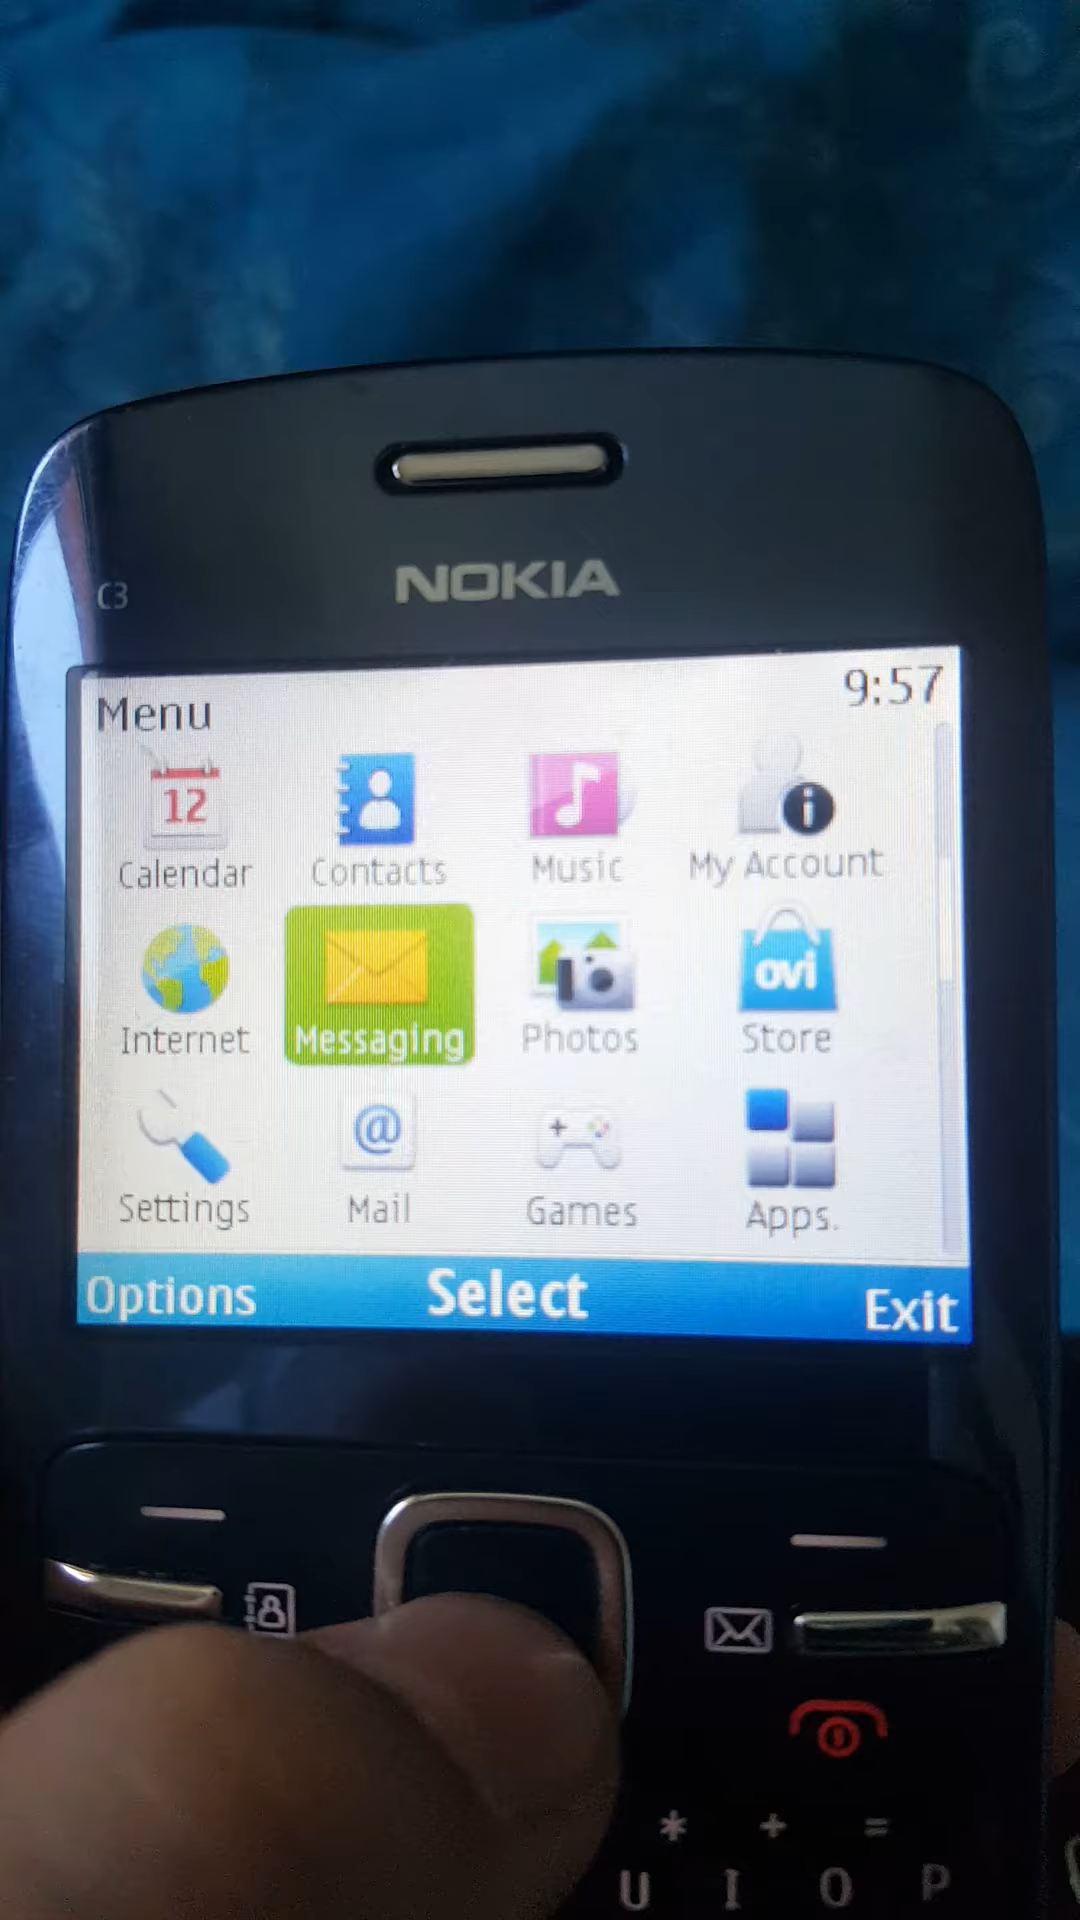 C3
NOKIA
Menu 9:57
12
Calendar Contacts Music My Account
ovi
Internet Messaging Photos Store
@
Settings Mail Games Apps.
Options Select Exit
* + =
U I O P